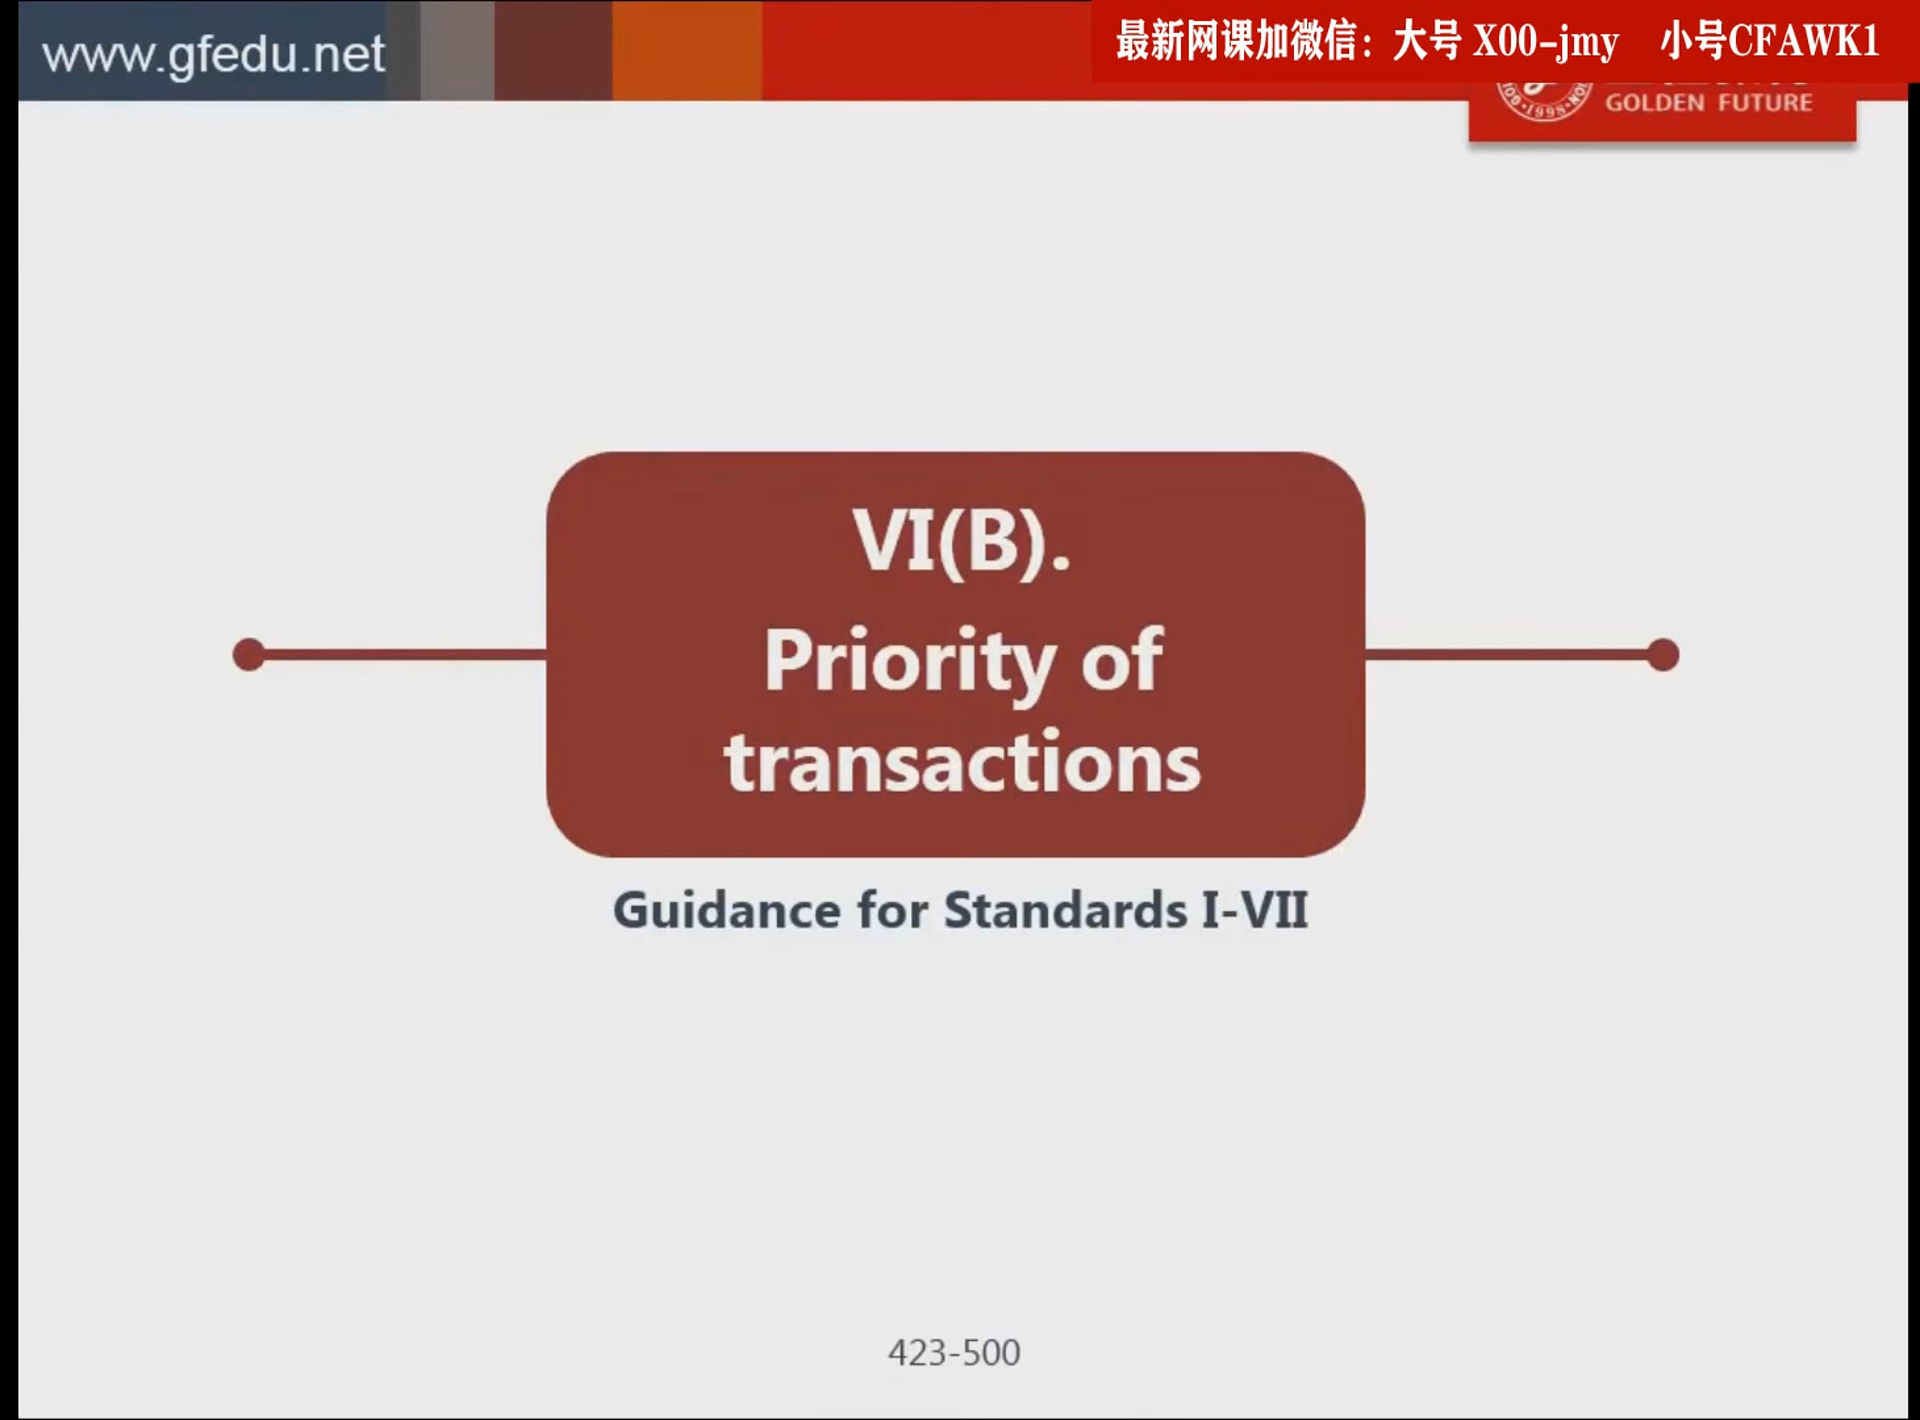 www.gfedu.net
最新网课加微信：大号 X00-jmy 小号CFAWK1
1998
GOLDEN FUTURE
VI(B).
Priority of
transactions
Guidance for Standards I-VII
423-500